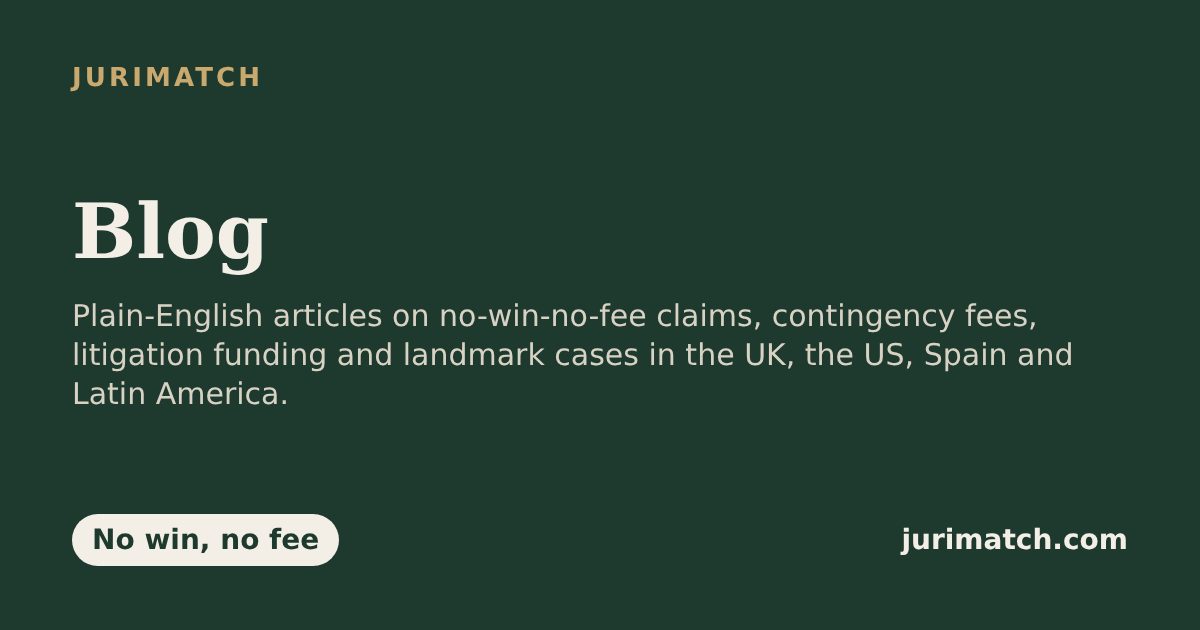 JURIMATCH
Blog
Plain-English articles on no-win-no-fee claims, contingency fees,
litigation funding and landmark cases in the UK, the US, Spain and
Latin America.
No win, no fee
jurimatch.com